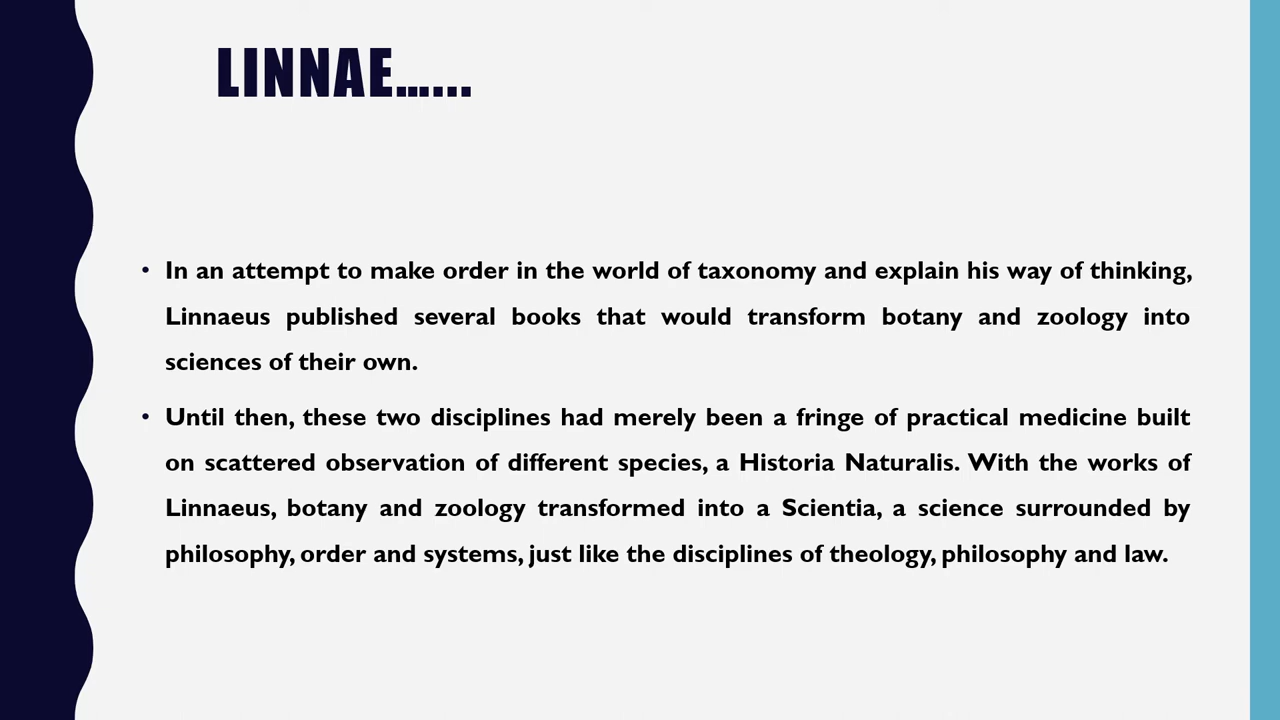 LINNAE…...
• In an attempt to make order in the world of taxonomy and explain his way of thinking,
Linnaeus published several books that would transform botany and zoology into
sciences of their own.
• Until then, these two disciplines had merely been a fringe of practical medicine built
on scattered observation of different species, a Historia Naturalis. With the works of
Linnaeus, botany and zoology transformed into a Scientia, a science surrounded by
philosophy, order and systems, just like the disciplines of theology, philosophy and law.